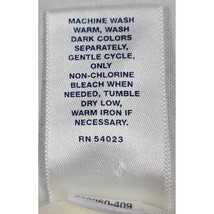 MACHINE WASH
WARM, WASH
DARK COLORS
SEPARATELY,
GENTLE CYCLE,
ONLY
NON-CHLORINE
BLEACH WHEN
NEEDED, TUMBLE
DRY LOW,
WARM IRON IF
NECESSARY.
RN 54023